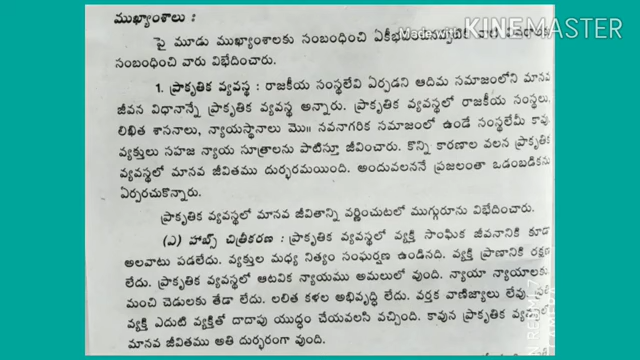 ముఖ్యాంశాలు :
పై మూడు ముఖ్యాంశాలకు సంబంధించి
Made with KINEMASTER
సంబంధించి వారు విభేదించారు.
1. ప్రాకృతిక వ్యవస్థ : రాజకీయ సంస్థలేవి ఏర్పడని ఆదిమ సమాజంలోని మానవ
జీవన విధానాన్నే ప్రాకృతిక వ్యవస్థ అన్నారు. ప్రాకృతిక వ్యవస్థలో రాజకీయ సంస్థలు,
లిఖిత శాసనాలు, న్యాయస్థానాలు మొ॥ నవనాగరిక సమాజంలో ఉండే సంస్థలేమీ కావు.
వ్యక్తులు సహజ న్యాయ సూత్రాలను పాటిస్తూ జీవించారు. కొన్ని కారణాల వలన ప్రాకృతిక
వ్యవస్థలో మానవ జీవితము దుర్భరమయింది. అందువలననే ప్రజలంతా ఒడంబడికను
ఏర్పరచుకొన్నారు.
ప్రాకృతిక వ్యవస్థలో మానవ జీవితాన్ని వర్ణించుటలో ముగ్గురూను విభేదించారు.
(ఎ) హాబ్స్ చిత్రీకరణ : ప్రాకృతిక వ్యవస్థలో వ్యక్తి సాంఘిక జీవనానికి కూడ
అలవాటు పడలేదు. వ్యక్తుల మధ్య నిత్యం సంఘర్షణ ఉండినది. వ్యక్తి ప్రాణానికి రక్షణ
లేదు. ప్రాకృతిక వ్యవస్థలో ఆటవిక న్యాయము అమలులో వుంది. న్యాయా న్యాయాలకు
మంచి చెడులకు తేడా లేదు. లలిత కళల అభివృద్ధి లేదు. వర్తక వాణిజ్యాలు లేవు.
వ్యక్తి ఎదుటి వ్యక్తితో దాదాపు యుద్ధం చేయవలసి వచ్చింది. కావున ప్రాకృతిక
మానవ జీవితము అతి దుర్భరంగా వుంది.